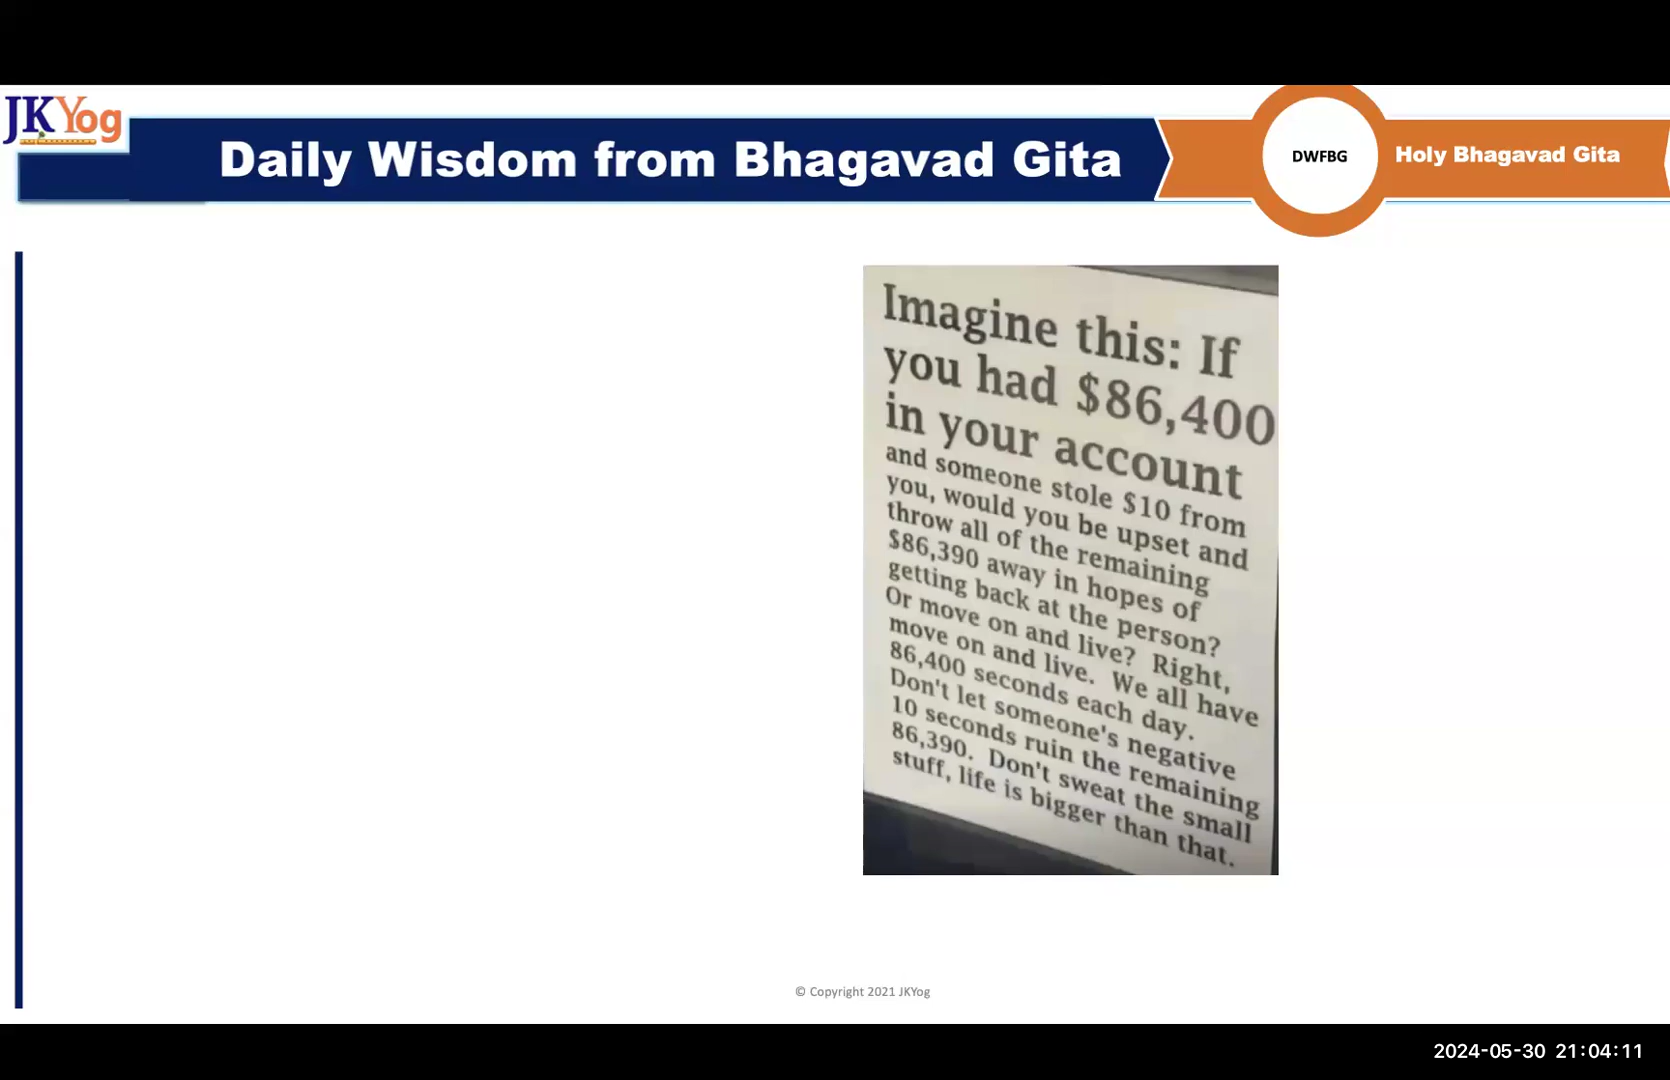 JKYog
Daily Wisdom from Bhagavad Gita
DWFBG
Holy Bhagavad Gita
Imagine this: If
you had $86,400
in your account
and someone stole $10 from
you, would you be upset and
throw all of the remaining
$86,390 away in hopes of
getting back at the person?
Or move on and live? Right,
move on and live. We all have
86,400 seconds each day.
Don't let someone's negative
10 seconds ruin the remaining
86,390. Don't sweat the small
stuff, life is bigger than that.
© Copyright 2021 JKYog
2024-05-30 21:04:11